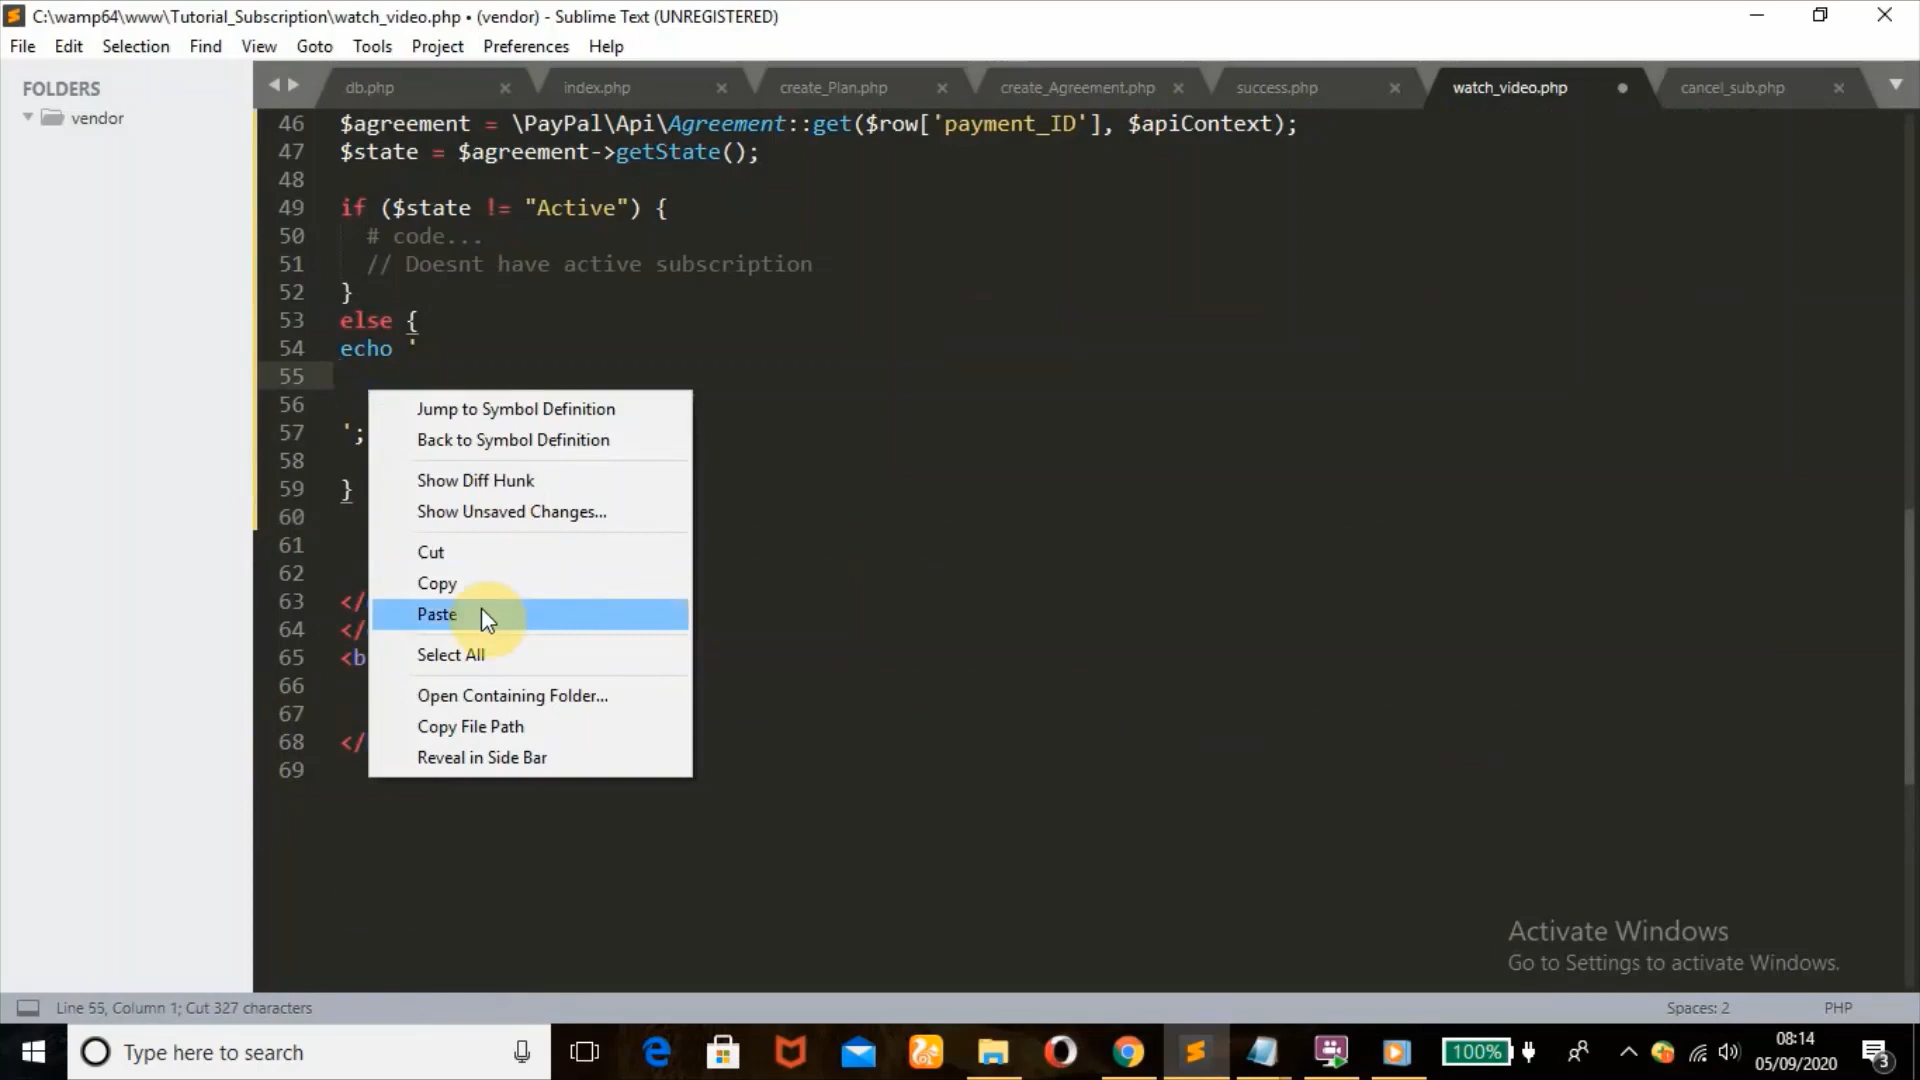 C:\wamp64\www\Tutorial_Subscription\watch_video.php • (vendor) - Sublime Text (UNREGISTERED)
File Edit Selection Find View Goto Tools Project Preferences Help
FOLDERS
vendor
db.php index.php create_Plan.php create_Agreement.php success.php watch_video.php cancel_sub.php
46 $agreement = \PayPal\Api\Agreement::get($row['payment_ID'], $apiContext);
47 $state = $agreement->getState();
48
49 if ($state != "Active") {
50 # code...
51 // Doesnt have active subscription
52 }
53 else {
54 echo '
55
56
57 ';
58
59 }
60
61
62
63 </
64 </
65 <b
66
67
68 </
69
Jump to Symbol Definition
Back to Symbol Definition
Show Diff Hunk
Show Unsaved Changes...
Cut
Copy
Paste
Select All
Open Containing Folder...
Copy File Path
Reveal in Side Bar
Activate Windows
Go to Settings to activate Windows.
Line 55, Column 1; Cut 327 characters Spaces: 2 PHP
Type here to search
100%
08:14
05/09/2020
3